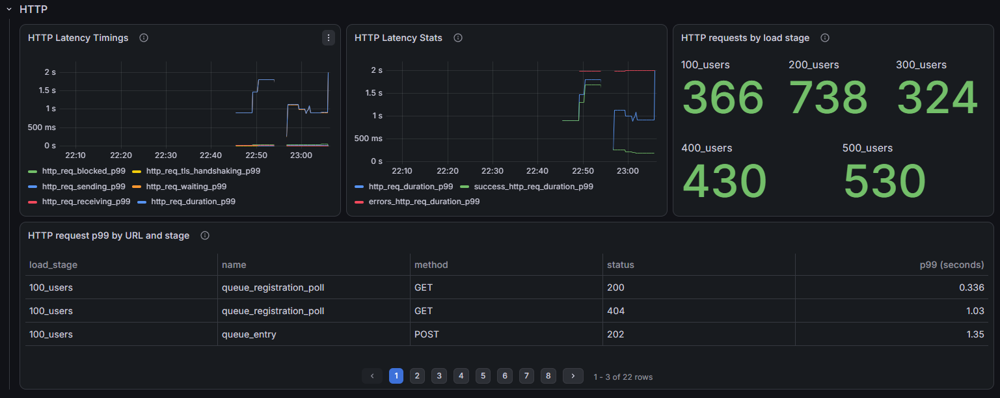 HTTP
HTTP Latency Timings
2 s
1.5 s
1 s
500 ms
0 s
22:10 22:20 22:30 22:40 22:50 23:00
http_req_blocked_p99 http_req_tls_handshaking_p99
http_req_sending_p99 http_req_waiting_p99
http_req_receiving_p99 http_req_duration_p99
HTTP Latency Stats
2 s
1.5 s
1 s
500 ms
0 s
22:10 22:20 22:30 22:40 22:50 23:00
http_req_duration_p99 success_http_req_duration_p99
errors_http_req_duration_p99
HTTP requests by load stage
100_users 200_users 300_users
366 738 324
400_users 500_users
430 530
HTTP request p99 by URL and stage
load_stage name method status p99 (seconds)
100_users queue_registration_poll GET 200 0.336
100_users queue_registration_poll GET 404 1.03
100_users queue_entry POST 202 1.35
‹ 1 2 3 4 5 6 7 8 › 1 - 3 of 22 rows